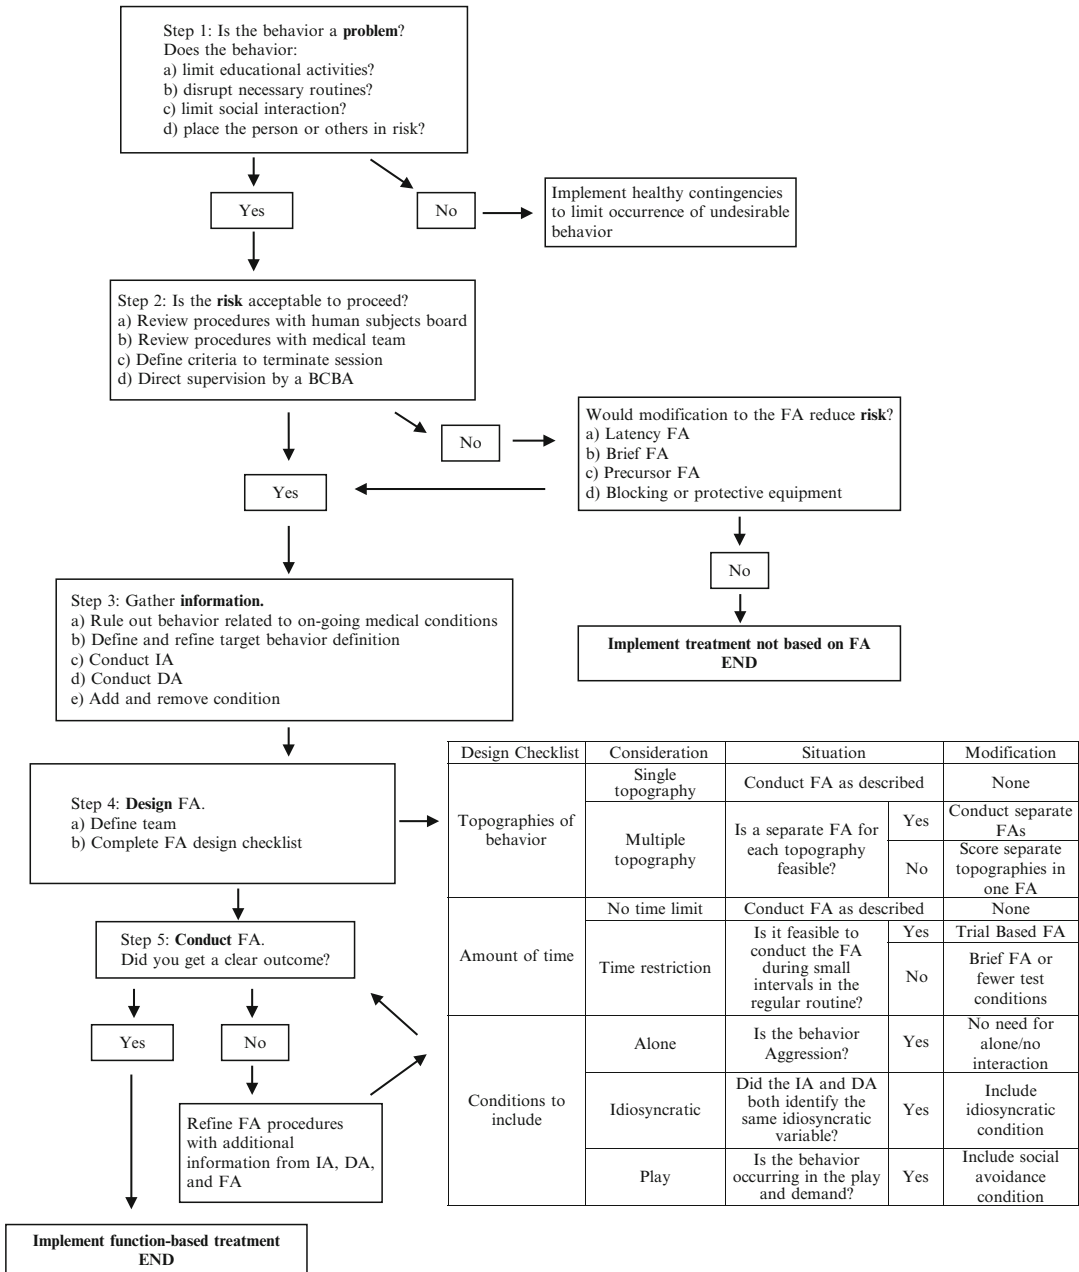 Step 1: Is the behavior a problem?
Does the behavior:
a) limit educational activities?
b) disrupt necessary routines?
c) limit social interaction?
d) place the person or others in risk?
Yes
No
Implement healthy contingencies
to limit occurrence of undesirable
behavior
Step 2: Is the risk acceptable to proceed?
a) Review procedures with human subjects board
b) Review procedures with medical team
c) Define criteria to terminate session
d) Direct supervision by a BCBA
No
Would modification to the FA reduce risk?
a) Latency FA
b) Brief FA
c) Precursor FA
d) Blocking or protective equipment
Yes
No
Implement treatment not based on FA
END
Step 3: Gather information.
a) Rule out behavior related to on-going medical conditions
b) Define and refine target behavior definition
c) Conduct IA
d) Conduct DA
e) Add and remove condition
Step 4: Design FA.
a) Define team
b) Complete FA design checklist
Design Checklist
Consideration
Situation
Modification
Topographies of
behavior
Single
topography
Conduct FA as described
None
Multiple
topography
Is a separate FA for
each topography
feasible?
Yes
Conduct separate
FAs
No
Score separate
topographies in
one FA
Amount of time
No time limit
Conduct FA as described
None
Time restriction
Is it feasible to
conduct the FA
during small
intervals in the
regular routine?
Yes
Trial Based FA
No
Brief FA or
fewer test
conditions
Conditions to
include
Alone
Is the behavior
Aggression?
Yes
No need for
alone/no
interaction
Idiosyncratic
Did the IA and DA
both identify the
same idiosyncratic
variable?
Yes
Include
idiosyncratic
condition
Play
Is the behavior
occurring in the play
and demand?
Yes
Include social
avoidance
condition
Step 5: Conduct FA.
Did you get a clear outcome?
Yes
No
Refine FA procedures
with additional
information from IA, DA,
and FA
Implement function-based treatment
END